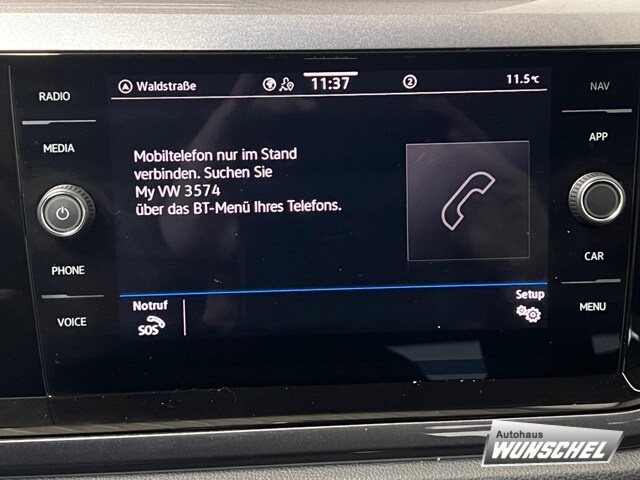 RADIO
MEDIA
PHONE
VOICE
Waldstraße
11:37
2
11.5°C
Mobiltelefon nur im Stand
verbinden. Suchen Sie
My VW 3574
über das BT-Menü Ihres Telefons.
Notruf
SOS
Setup
NAV
APP
CAR
MENU
Autohaus
WUNSCHEL